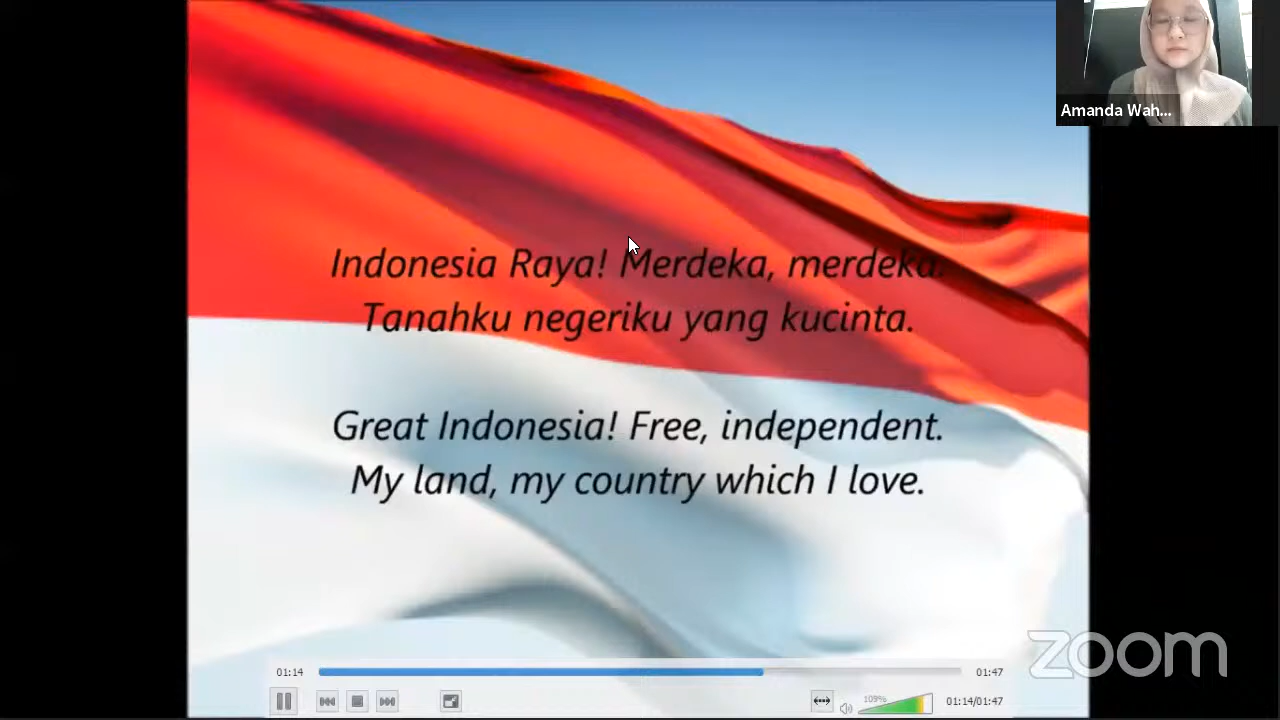 Amanda Wah...
Indonesia Raya! Merdeka, merdeka.
Tanahku negeriku yang kucinta.
Great Indonesia! Free, independent.
My land, my country which I love.
zoom
01:14
01:47
109%
01:14/01:47